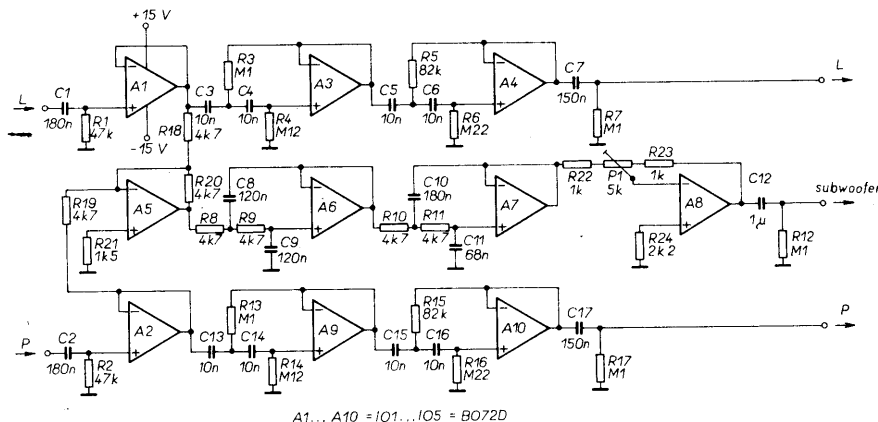 +15 V
L
C1
180n
R1
47k
A1
-15 V
R18
4k7
C3
10n
R3
M1
C4
10n
R4
M12
A3
C5
10n
R5
82k
C6
10n
R6
M22
A4
C7
150n
R7
M1
L
R19
4k7
R21
1k5
A5
R20
4k7
R8
4k7
C8
120n
R9
4k7
C9
120n
A6
R10
4k7
C10
180n
R11
4k7
C11
68n
A7
R22
1k
P1
5k
R23
1k
R24
2k2
A8
C12
1µ
R12
M1
subwoofer
P
C2
180n
R2
47k
A2
C13
10n
R13
M1
C14
10n
R14
M12
A9
C15
10n
R15
82k
C16
10n
R16
M22
A10
C17
150n
R17
M1
P
A1... A10 = IO1... IO5 = BO72D